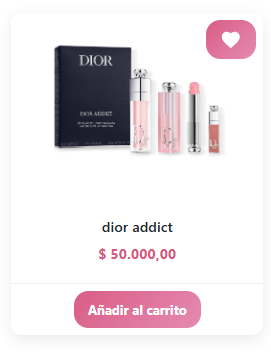 DIOR
DIOR ADDICT
dior addict
$ 50.000,00
Añadir al carrito